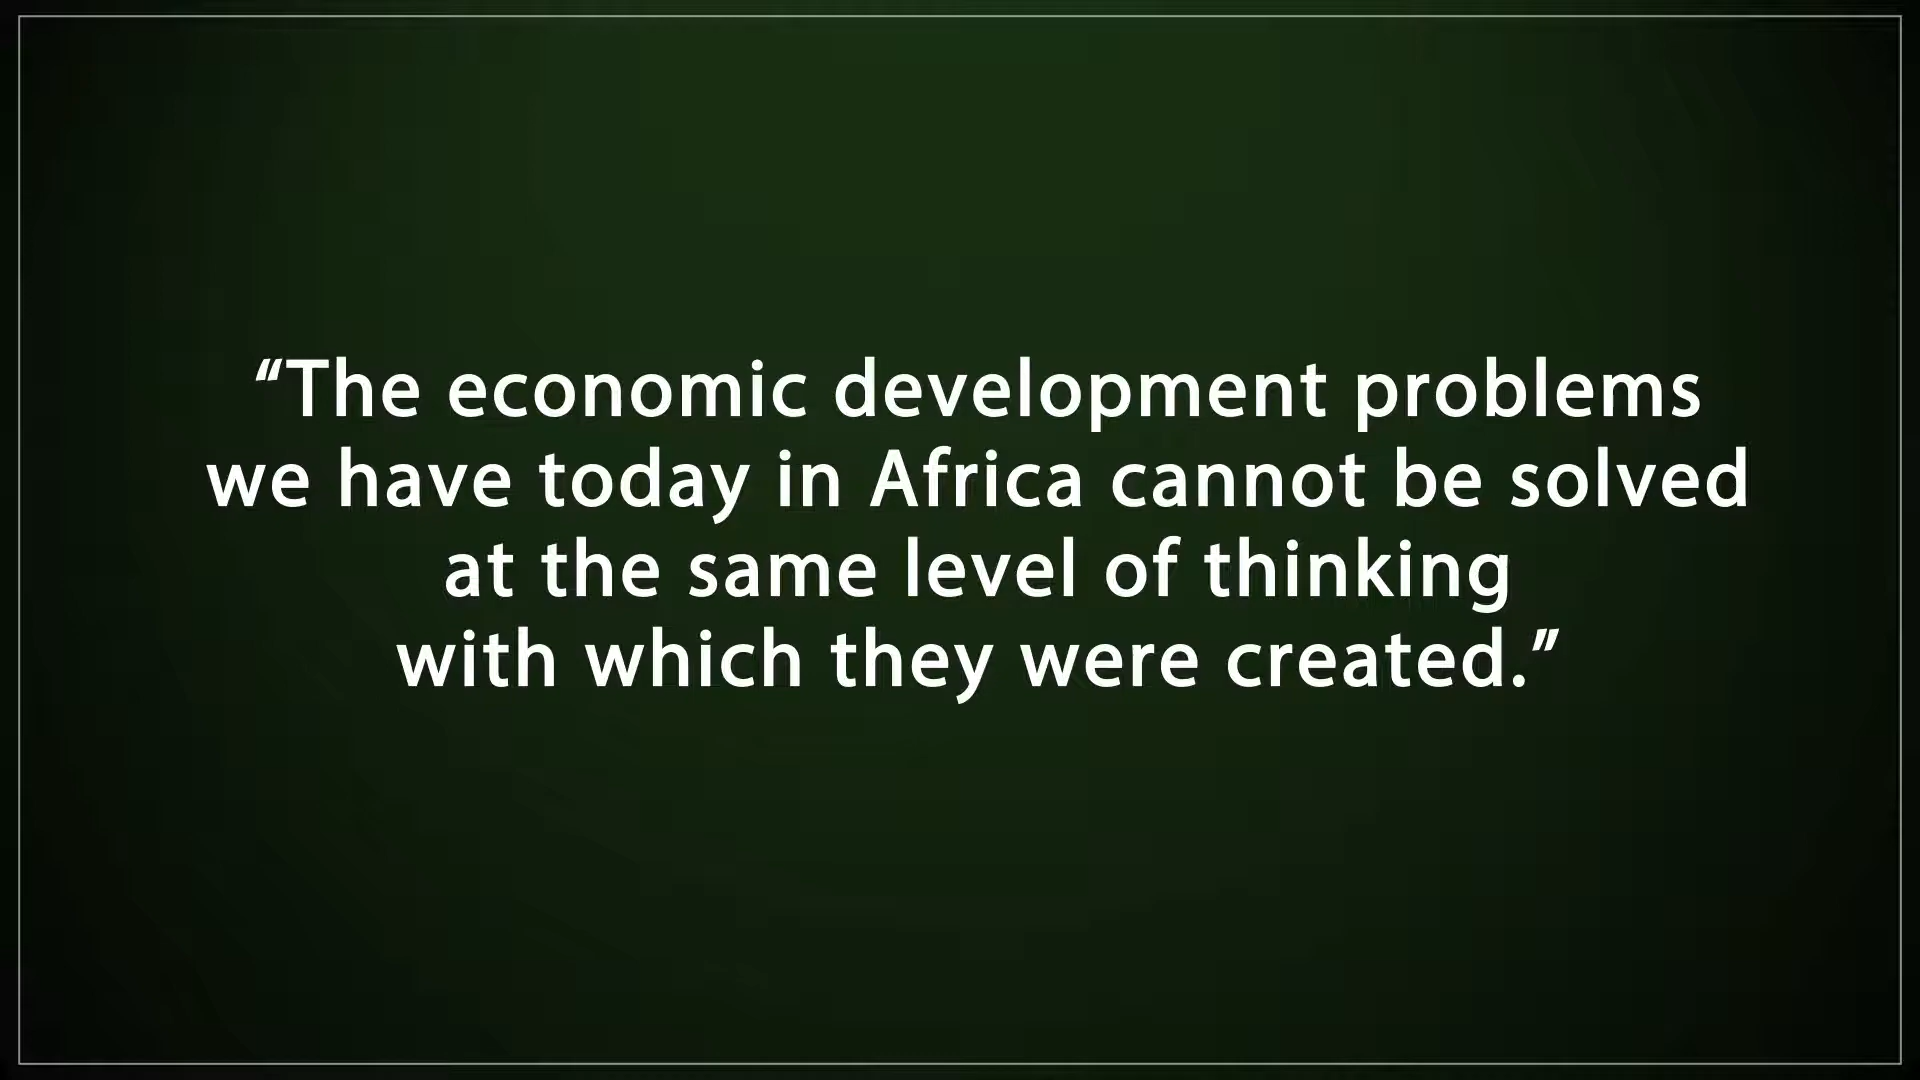 “The economic development problems
we have today in Africa cannot be solved
at the same level of thinking
with which they were created.”